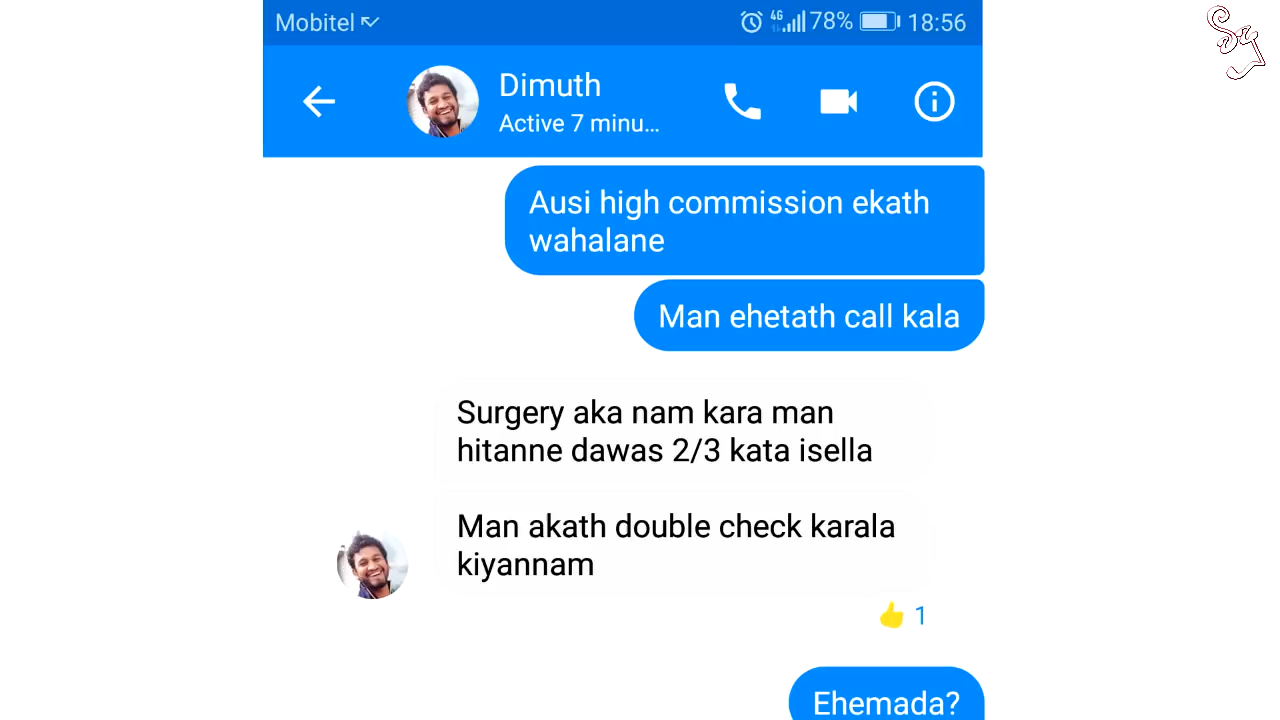 Mobitel
4G 78% 18:56
Dimuth
Active 7 minu...
Ausi high commission ekath
wahalane
Man ehetath call kala
Surgery aka nam kara man
hitanne dawas 2/3 kata isella
Man akath double check karala
kiyannam
1
Ehemada?